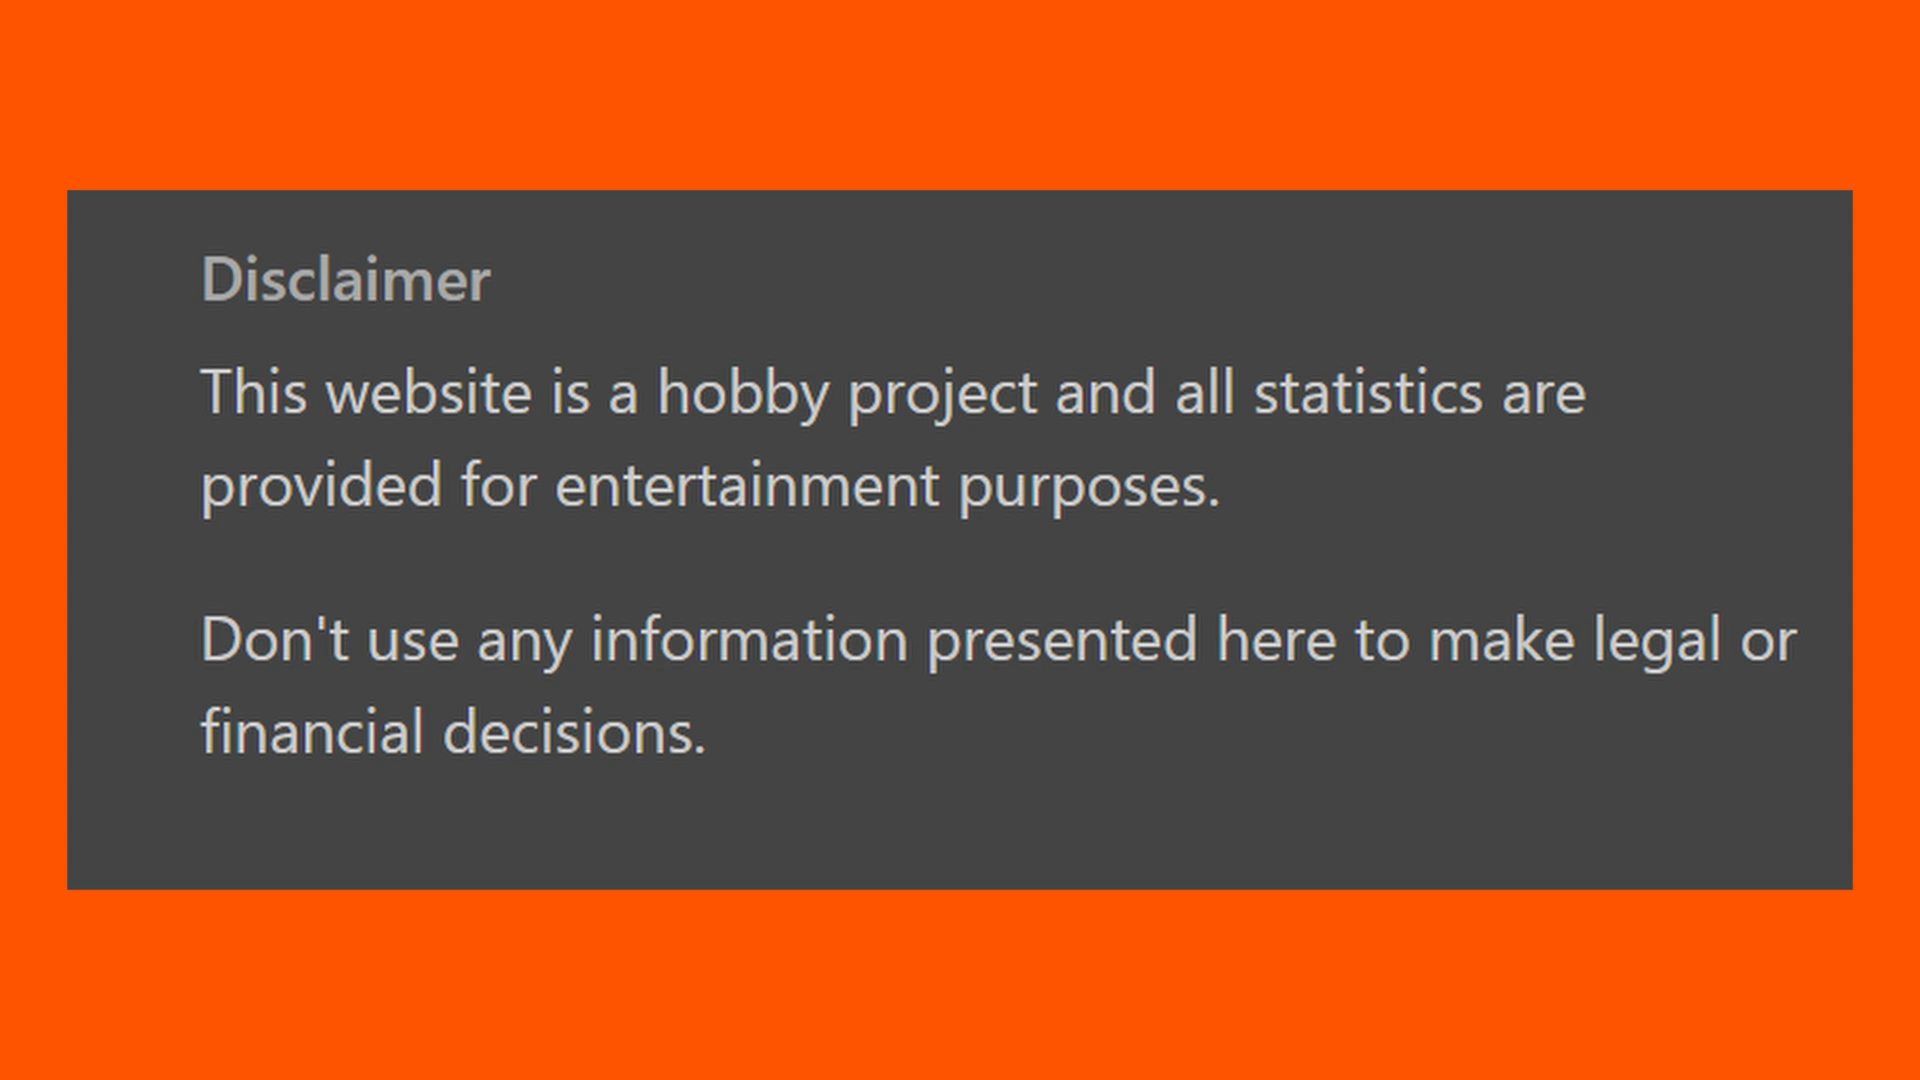 Disclaimer
This website is a hobby project and all statistics are
provided for entertainment purposes.
Don't use any information presented here to make legal or
financial decisions.